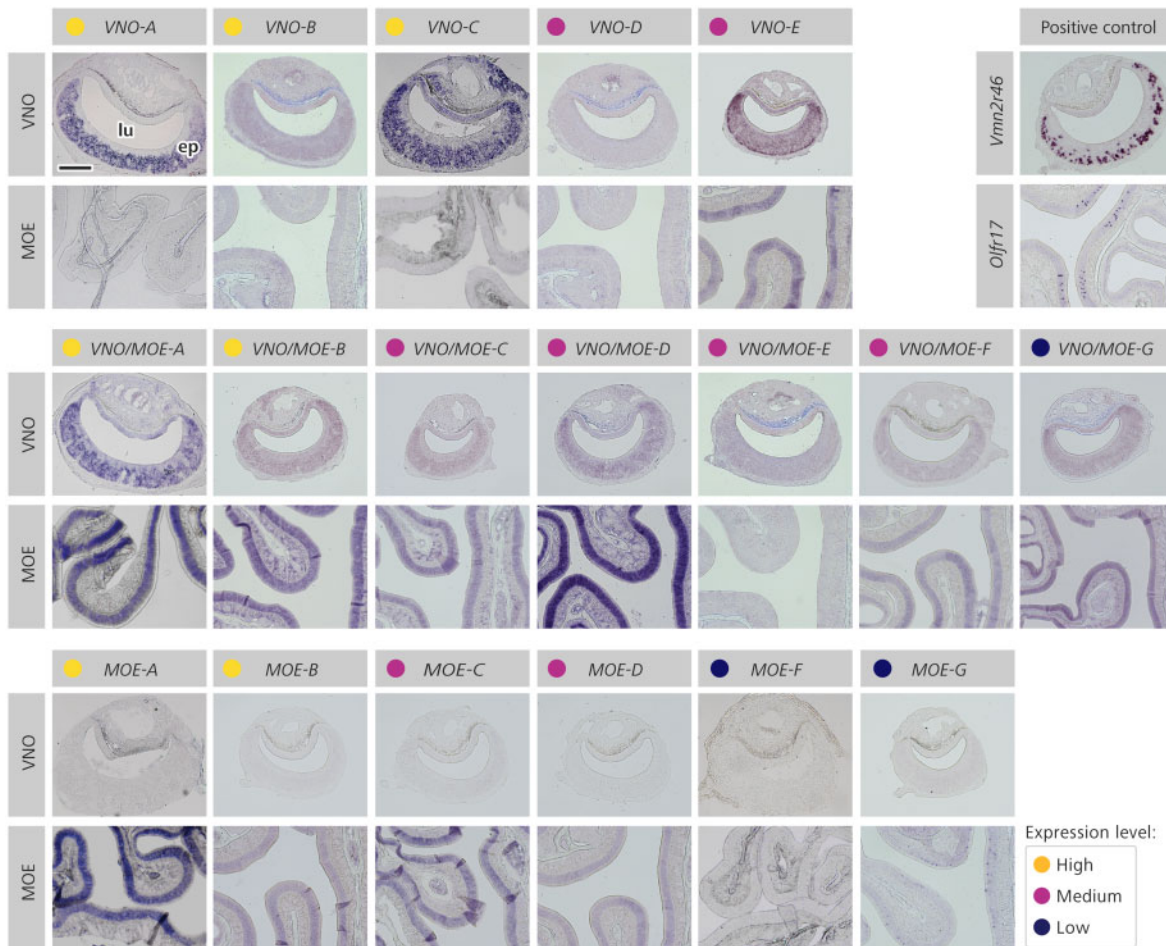 VNO-A VNO-B VNO-C VNO-D VNO-E Positive control
VNO lu ep Vmn2r46
MOE Olfr17
VNO/MOE-A VNO/MOE-B VNO/MOE-C VNO/MOE-D VNO/MOE-E VNO/MOE-F VNO/MOE-G
VNO
MOE
MOE-A MOE-B MOE-C MOE-D MOE-F MOE-G
VNO
MOE
Expression level:
High
Medium
Low